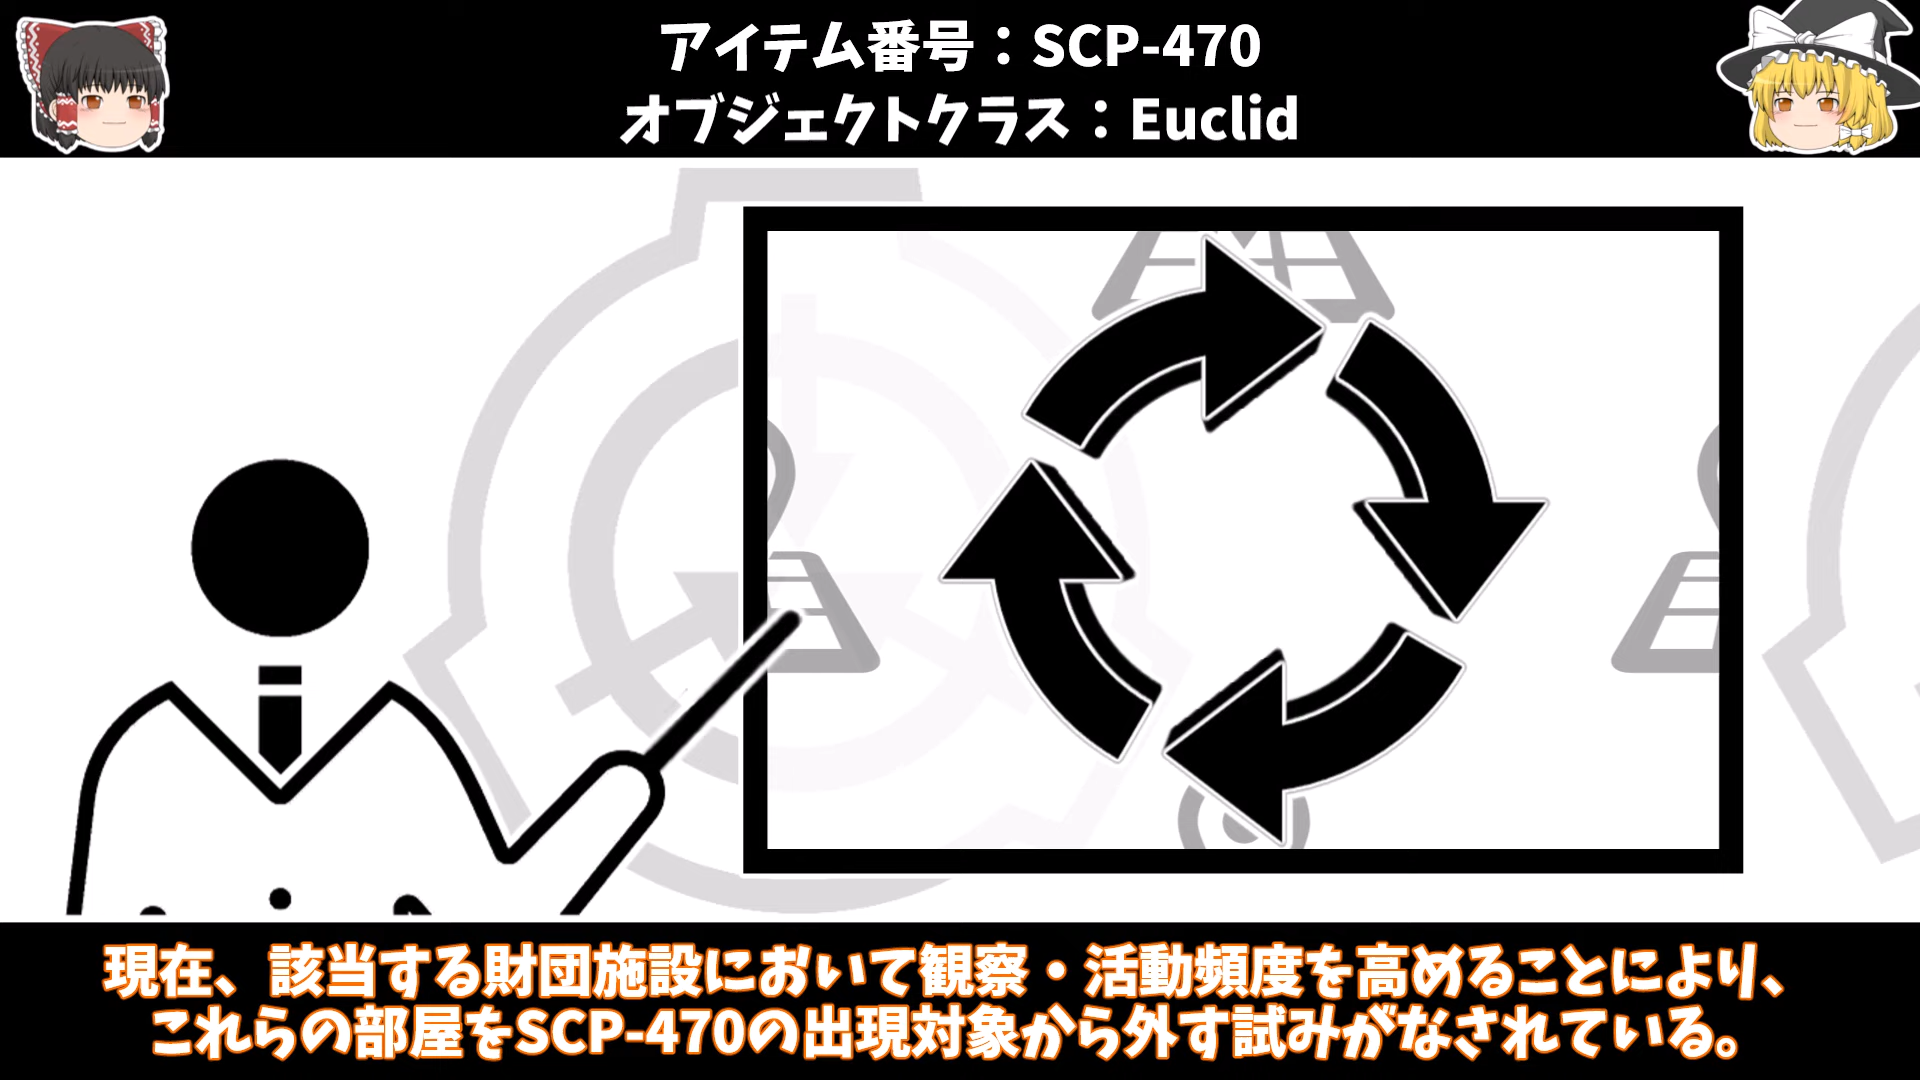 アイテム番号：SCP-470
オブジェクトクラス：Euclid
現在、該当する財団施設において観察・活動頻度を高めることにより、
これらの部屋をSCP-470の出現対象から外す試みがなされている。